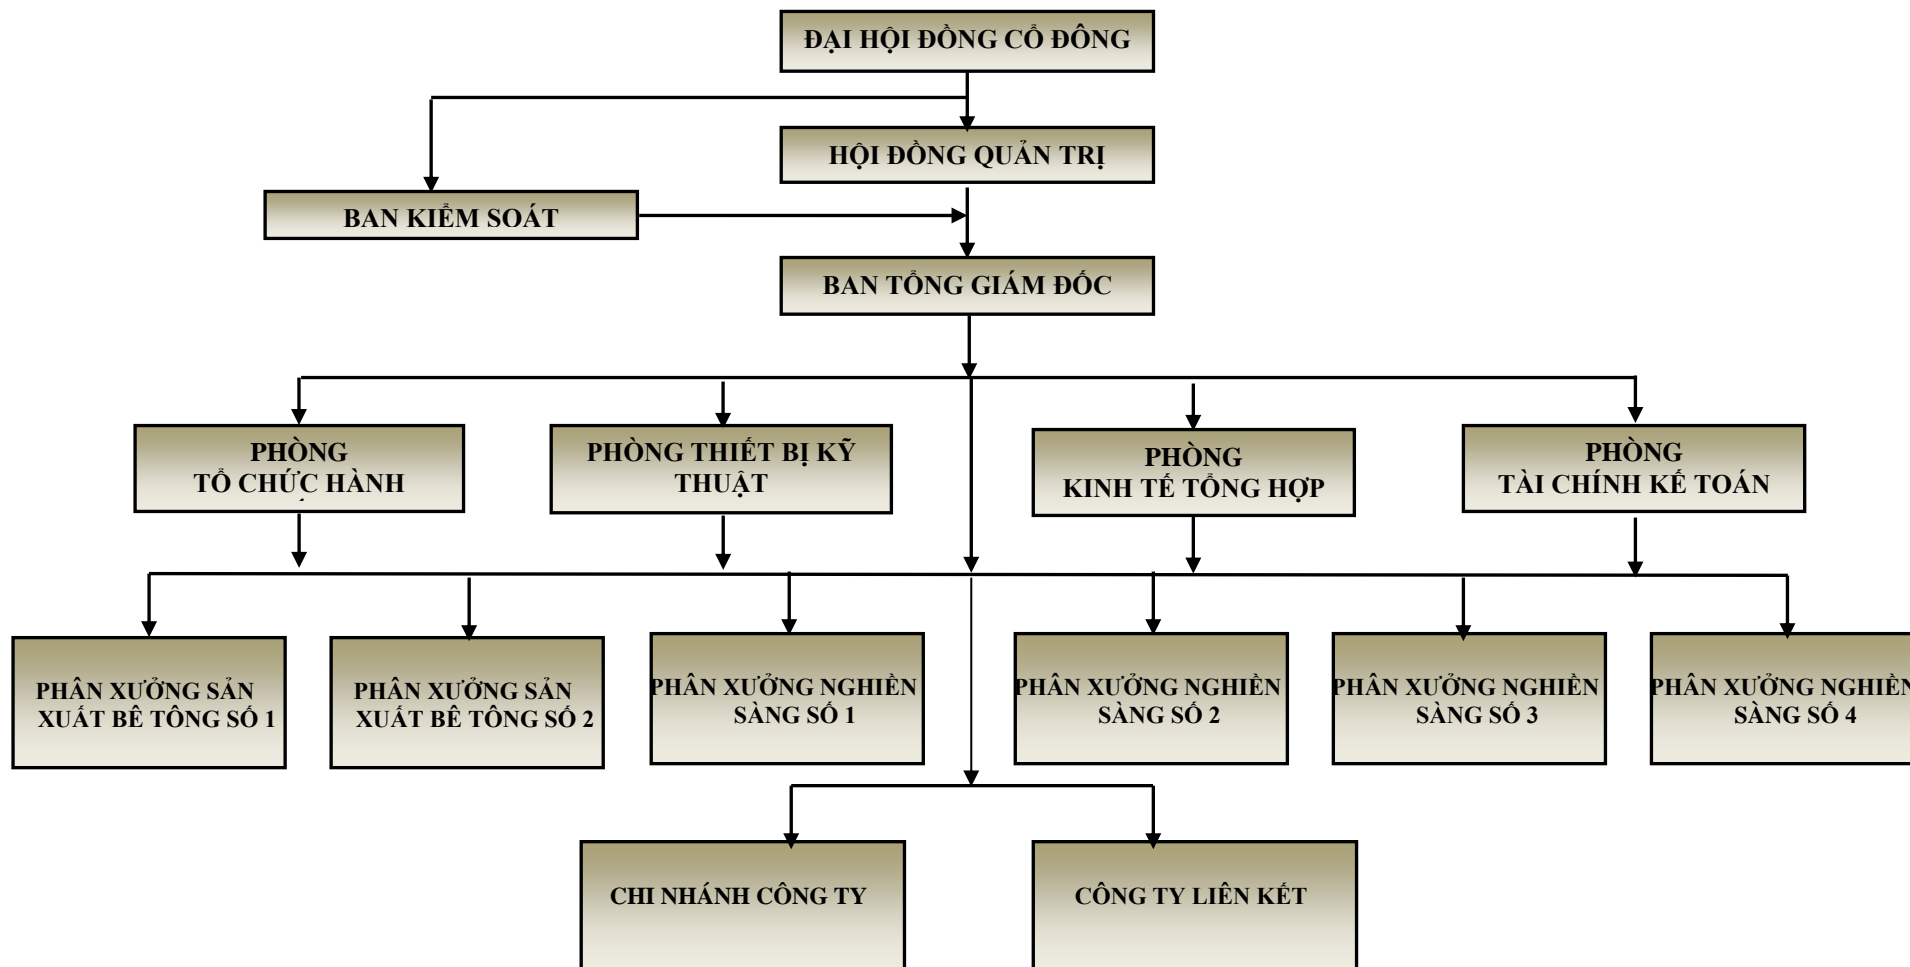 ĐẠI HỘI ĐỒNG CỔ ĐÔNG
HỘI ĐỒNG QUẢN TRỊ
BAN KIỂM SOÁT
BAN TỔNG GIÁM ĐỐC
PHÒNG
TỔ CHỨC HÀNH
PHÒNG THIẾT BỊ KỸ
THUẬT
PHÒNG
KINH TẾ TỔNG HỢP
PHÒNG
TÀI CHÍNH KẾ TOÁN
PHÂN XƯỞNG SẢN
XUẤT BÊ TÔNG SỐ 1
PHÂN XƯỞNG SẢN
XUẤT BÊ TÔNG SỐ 2
PHÂN XƯỞNG NGHIỀN
SÀNG SỐ 1
PHÂN XƯỞNG NGHIỀN
SÀNG SỐ 2
PHÂN XƯỞNG NGHIỀN
SÀNG SỐ 3
PHÂN XƯỞNG NGHIỀN
SÀNG SỐ 4
CHI NHÁNH CÔNG TY
CÔNG TY LIÊN KẾT